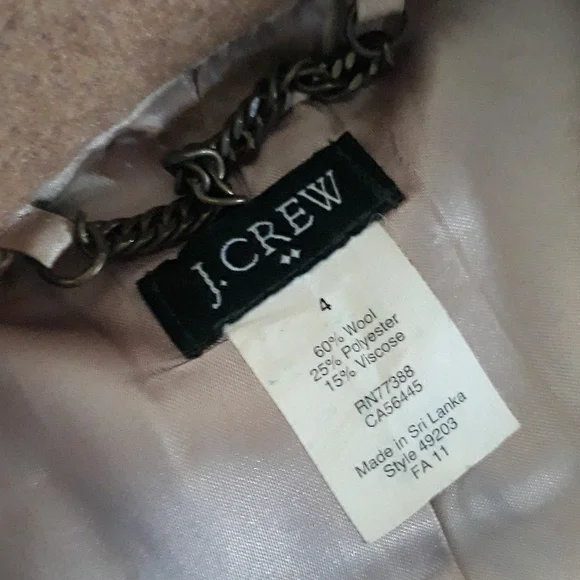 J.CREW
4
60% Wool
25% Polyester
15% Viscose
RN77388
CA56445
Made in Sri Lanka
Style 49203
FA 11